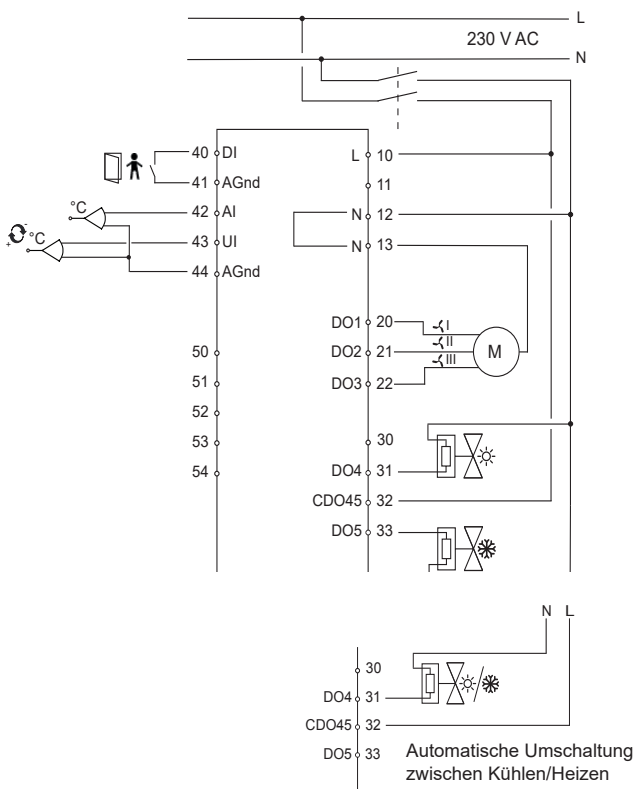 L
230 V AC
N
40 DI
L 10
41 AGnd
11
°C
42 AI
N 12
- °C +
43 UI
N 13
44 AGnd
DO1 20
I
50
DO2 21
II
M
51
DO3 22
III
52
53
30
54
DO4 31
CDO45 32
DO5 33
N L
30
DO4 31
CDO45 32
DO5 33
Automatische Umschaltung
zwischen Kühlen/Heizen